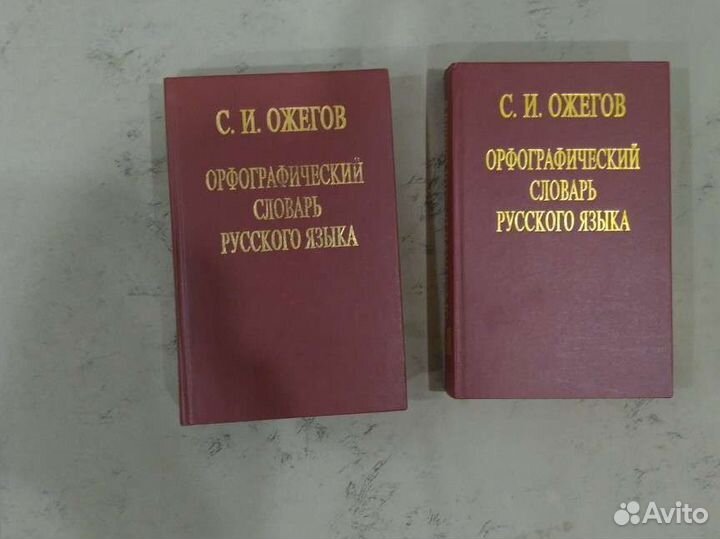 С. И. ОЖЕГОВ
ОРФОГРАФИЧЕСКИЙ
СЛОВАРЬ
РУССКОГО ЯЗЫКА
С. И. ОЖЕГОВ
ОРФОГРАФИЧЕСКИЙ
СЛОВАРЬ
РУССКОГО ЯЗЫКА
Avito